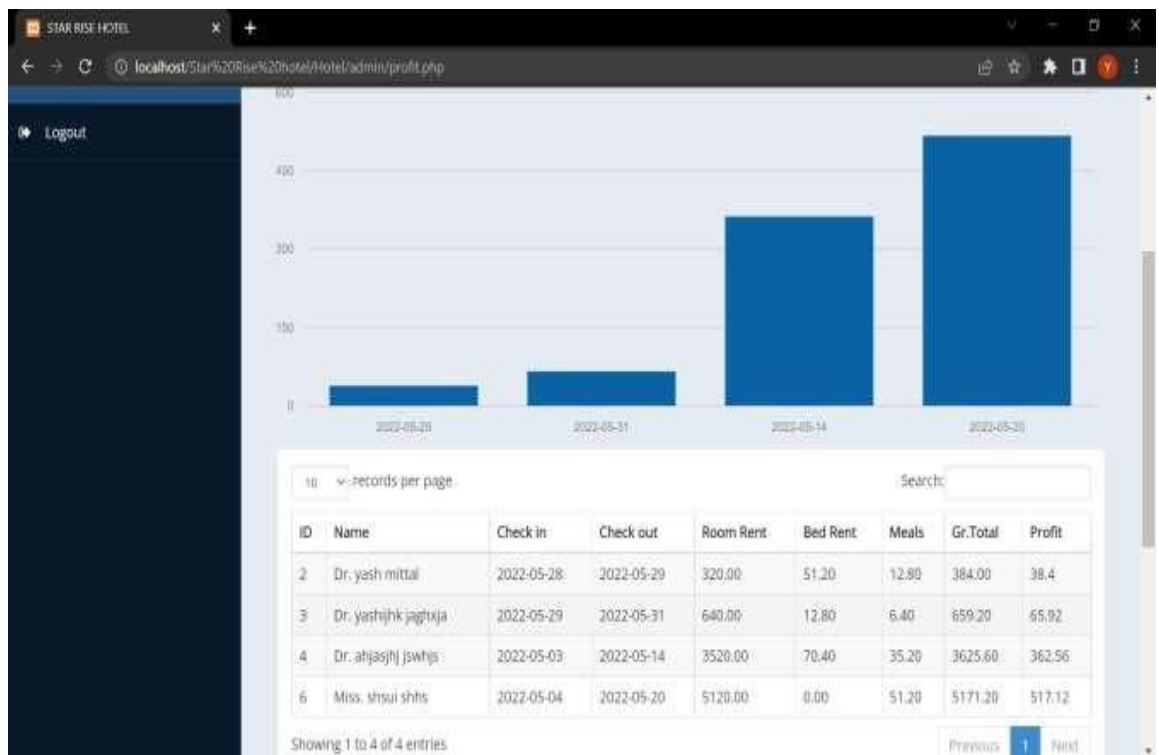 STAR RISE HOTEL
localhost/Star%20Rise%20hotel/Hotel/admin/profit.php
Y
Logout
600
450
300
150
0
2022-05-29 2022-05-31 2022-05-14 2022-05-20
10 records per page Search:
ID Name Check in Check out Room Rent Bed Rent Meals Gr.Total Profit
2 Dr. yash mittal 2022-05-28 2022-05-29 320.00 51.20 12.80 384.00 38.4
3 Dr. yashijhk jaghxja 2022-05-29 2022-05-31 640.00 12.80 6.40 659.20 65.92
4 Dr. ahjasjhj jswhjs 2022-05-03 2022-05-14 3520.00 70.40 35.20 3625.60 362.56
6 Miss. shsui shhs 2022-05-04 2022-05-20 5120.00 0.00 51.20 5171.20 517.12
Showing 1 to 4 of 4 entries Previous 1 Next